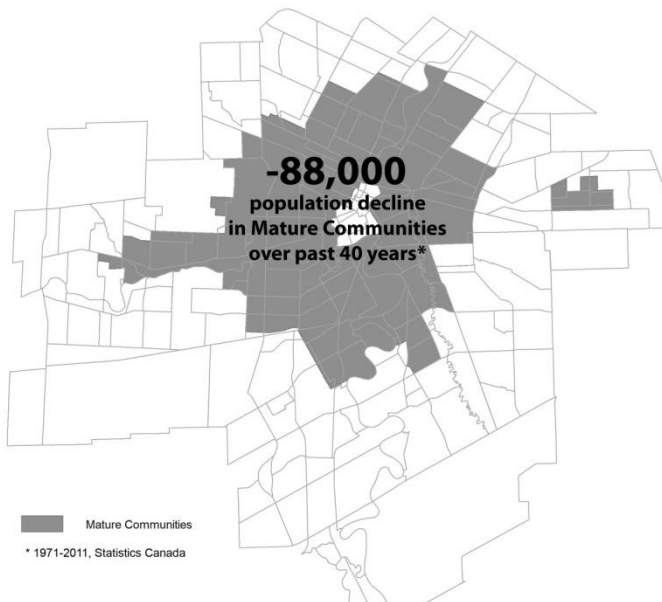 -88,000
population decline
in Mature Communities
over past 40 years*
Mature Communities
* 1971-2011, Statistics Canada